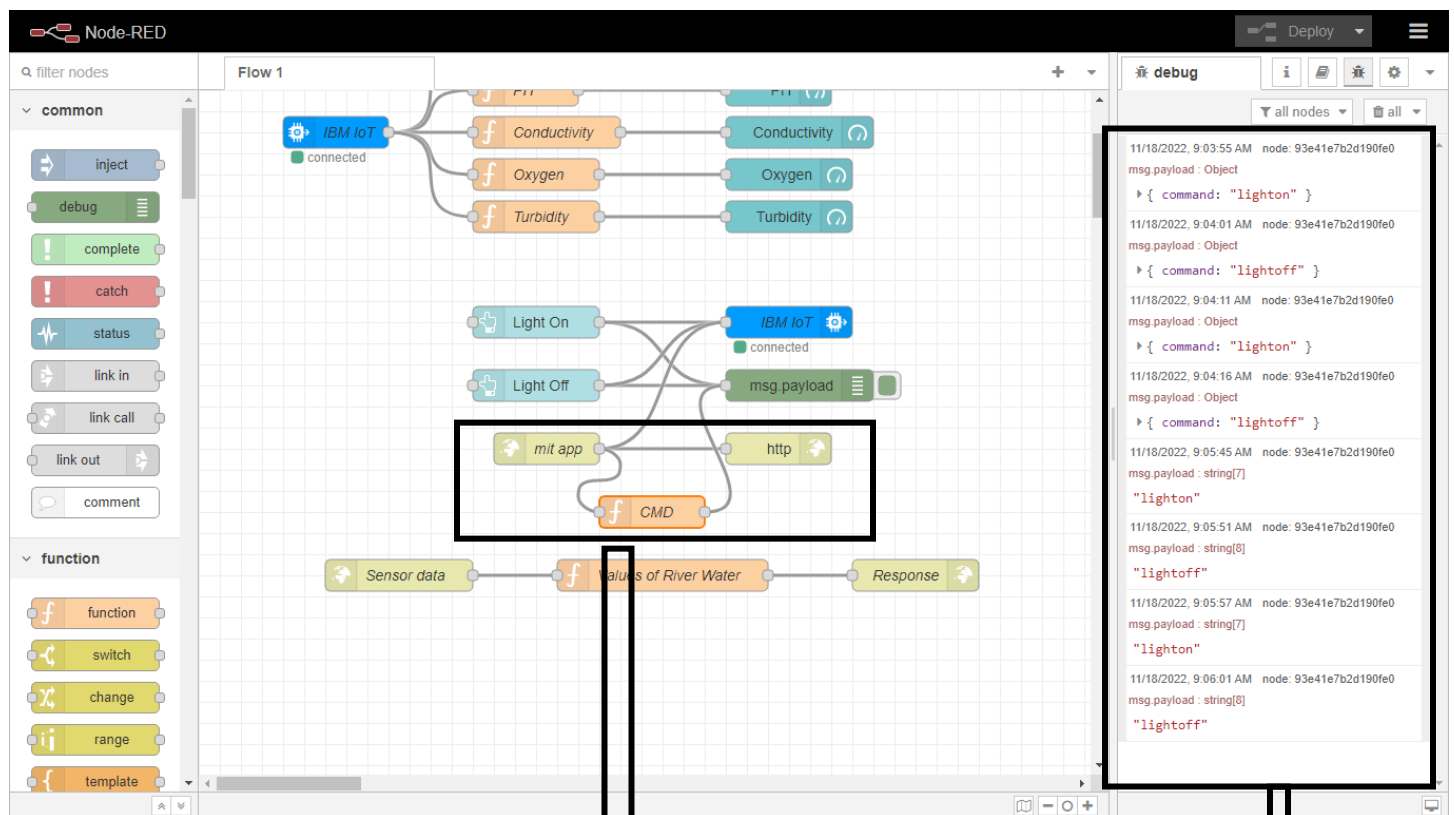 Node-RED
Deploy
filter nodes
Flow 1
debug
i
all nodes
all
common
inject
debug
complete
catch
status
link in
link call
link out
comment
function
function
switch
change
range
template
IBM IoT
connected
PH
PH
Conductivity
Conductivity
Oxygen
Oxygen
Turbidity
Turbidity
Light On
IBM IoT
connected
Light Off
msg.payload
mit app
http
CMD
Sensor data
Values of River Water
Response
11/18/2022, 9:03:55 AM node: 93e41e7b2d190fe0
msg.payload : Object
{ command: "lighton" }
11/18/2022, 9:04:01 AM node: 93e41e7b2d190fe0
msg.payload : Object
{ command: "lightoff" }
11/18/2022, 9:04:11 AM node: 93e41e7b2d190fe0
msg.payload : Object
{ command: "lighton" }
11/18/2022, 9:04:16 AM node: 93e41e7b2d190fe0
msg.payload : Object
{ command: "lightoff" }
11/18/2022, 9:05:45 AM node: 93e41e7b2d190fe0
msg.payload : string[7]
"lighton"
11/18/2022, 9:05:51 AM node: 93e41e7b2d190fe0
msg.payload : string[8]
"lightoff"
11/18/2022, 9:05:57 AM node: 93e41e7b2d190fe0
msg.payload : string[7]
"lighton"
11/18/2022, 9:06:01 AM node: 93e41e7b2d190fe0
msg.payload : string[8]
"lightoff"